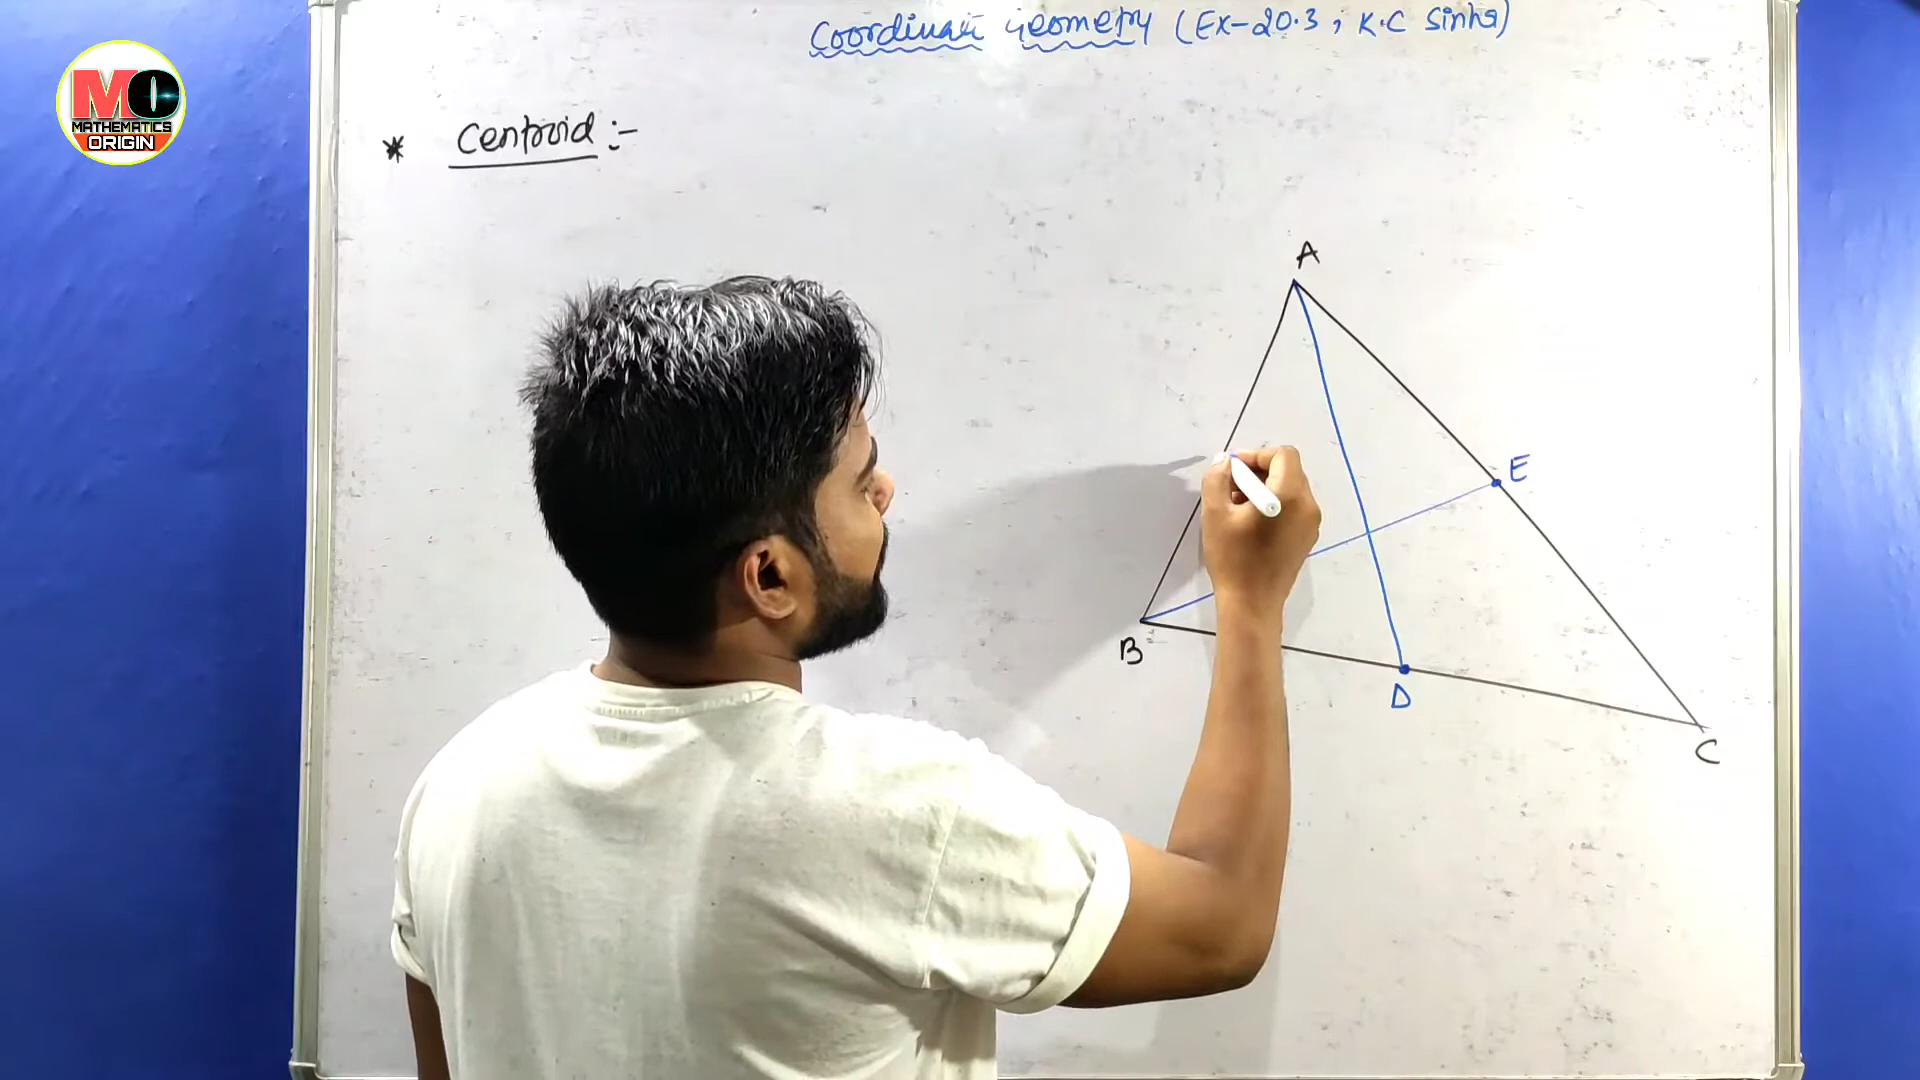 Coordinate Geometry (Ex-20.3, K.C Sinha)
MO
MATHEMATICS
ORIGIN
* Centroid :-
A
E
B
D
C